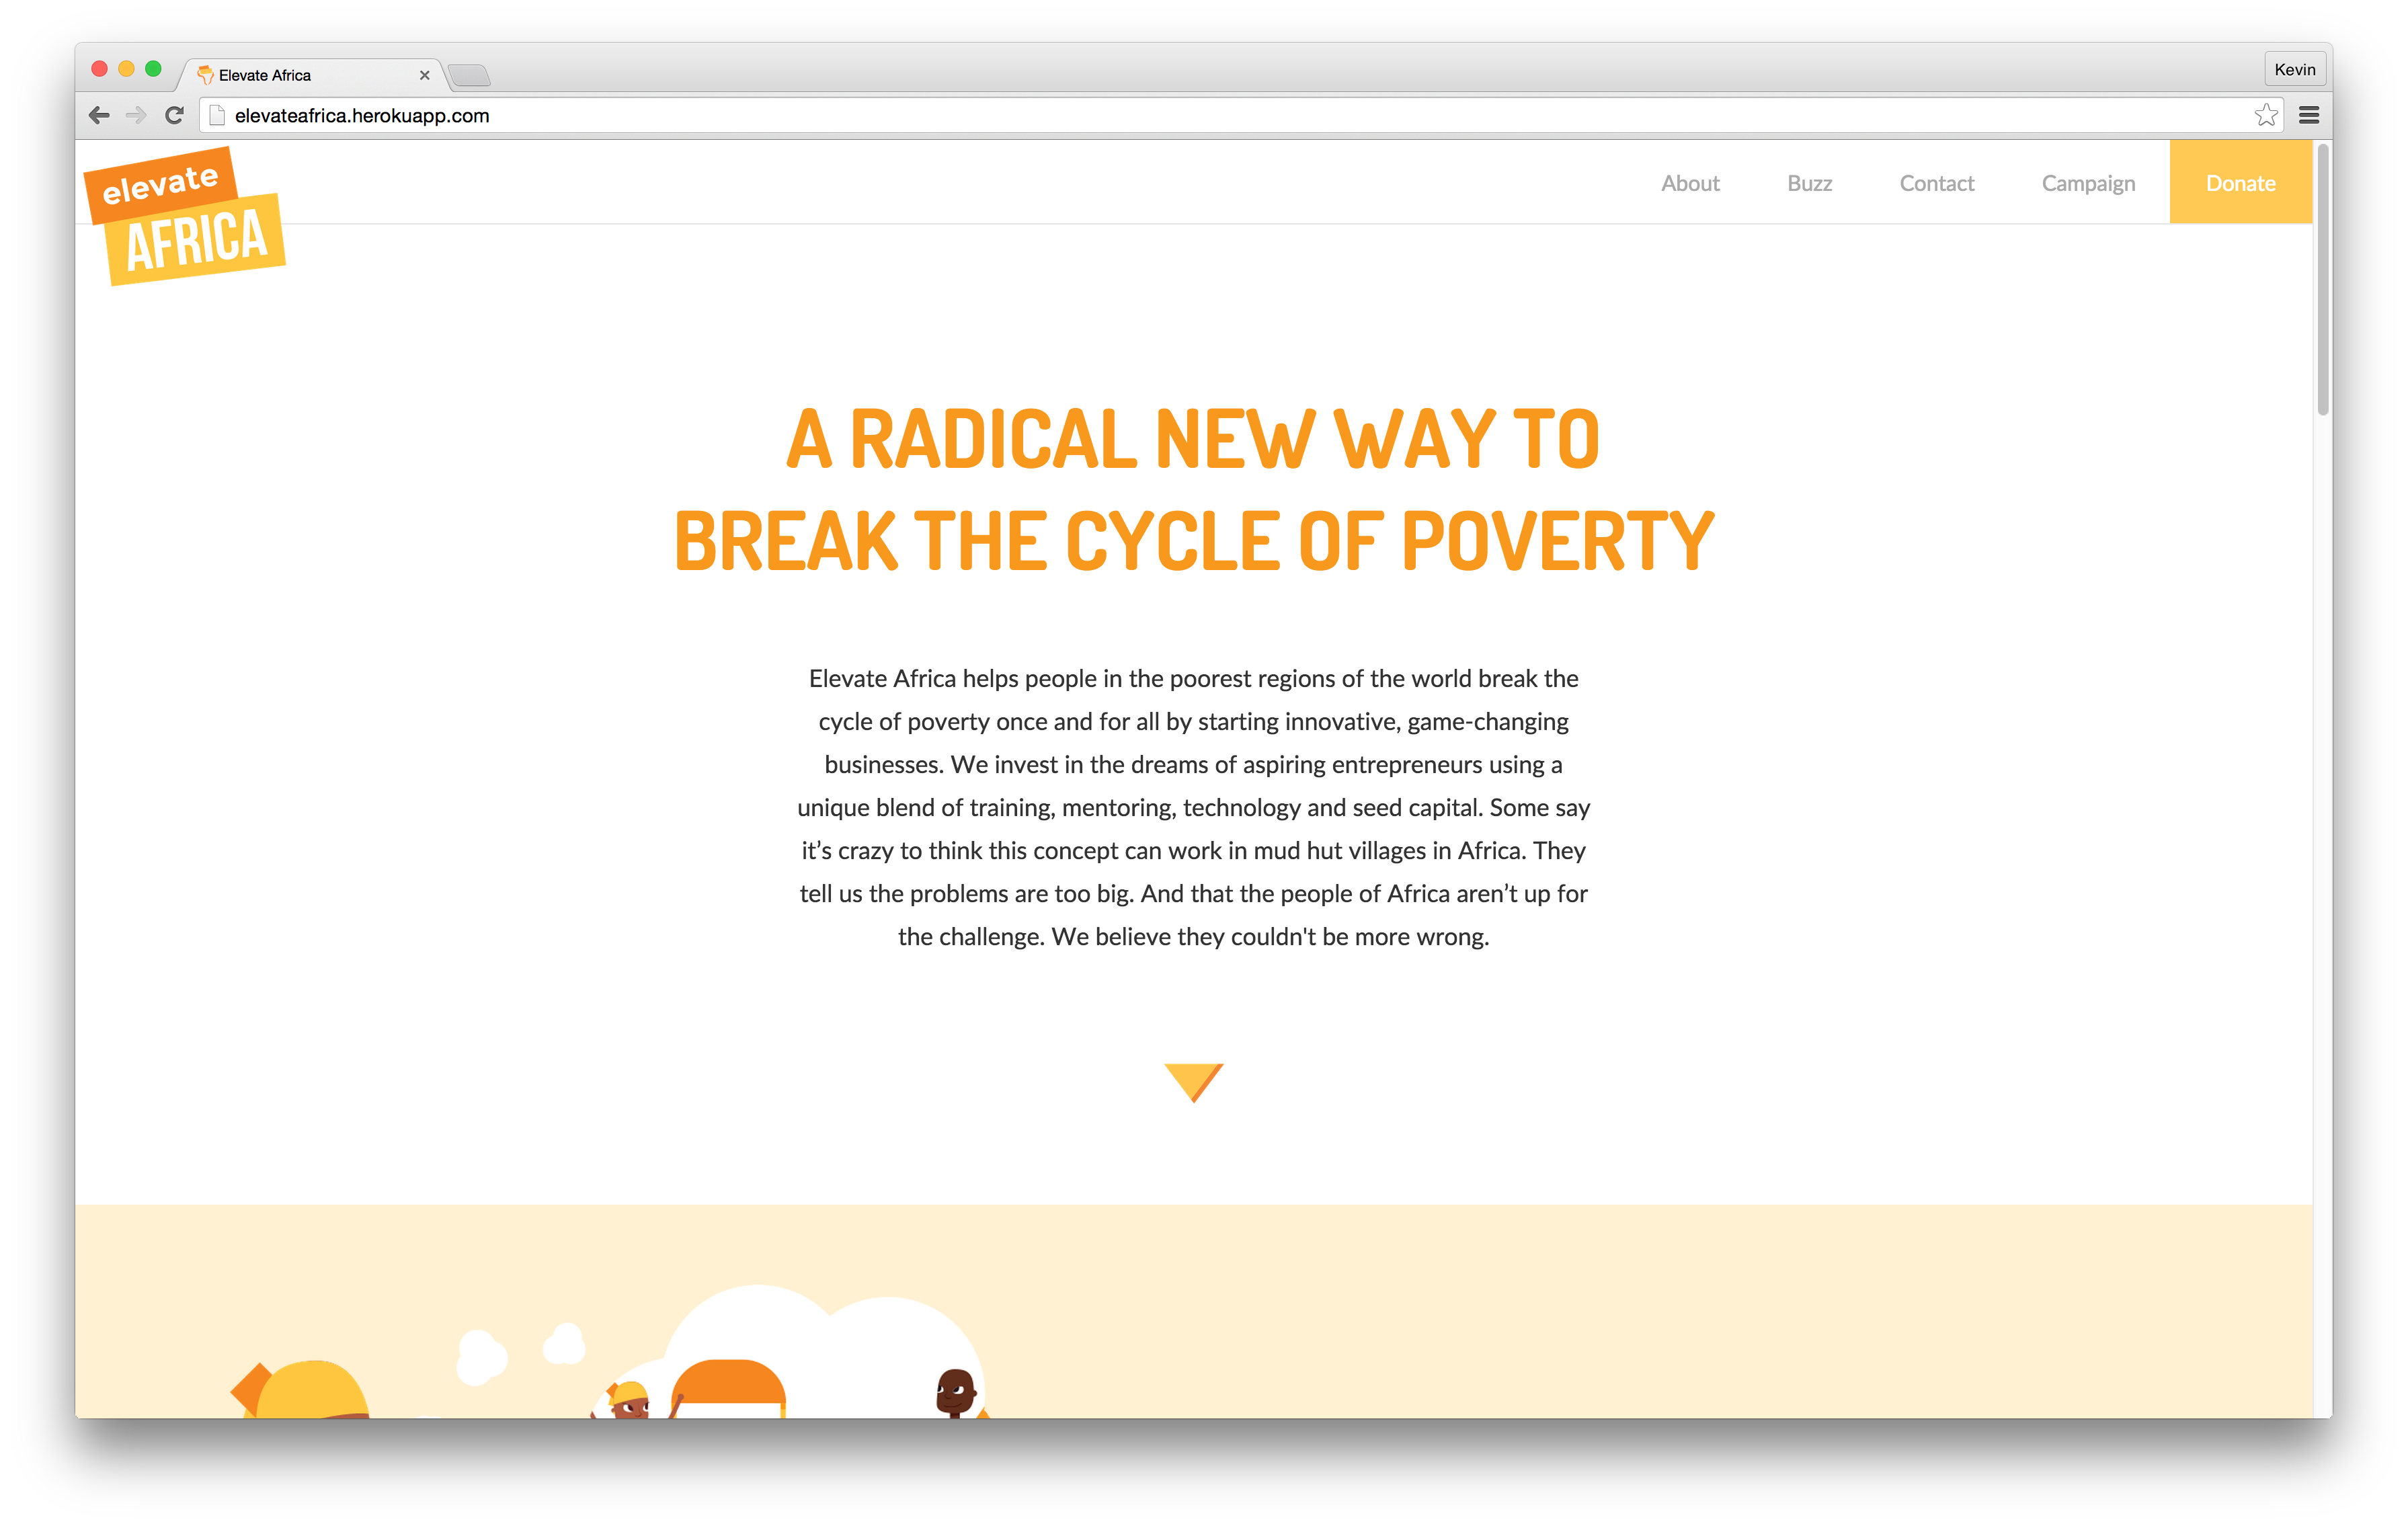 Elevate Africa
Kevin
elevateafrica.herokuapp.com
elevate
AFRICA
About
Buzz
Contact
Campaign
Donate
A RADICAL NEW WAY TO
BREAK THE CYCLE OF POVERTY
Elevate Africa helps people in the poorest regions of the world break the
cycle of poverty once and for all by starting innovative, game-changing
businesses. We invest in the dreams of aspiring entrepreneurs using a
unique blend of training, mentoring, technology and seed capital. Some say
it’s crazy to think this concept can work in mud hut villages in Africa. They
tell us the problems are too big. And that the people of Africa aren’t up for
the challenge. We believe they couldn't be more wrong.